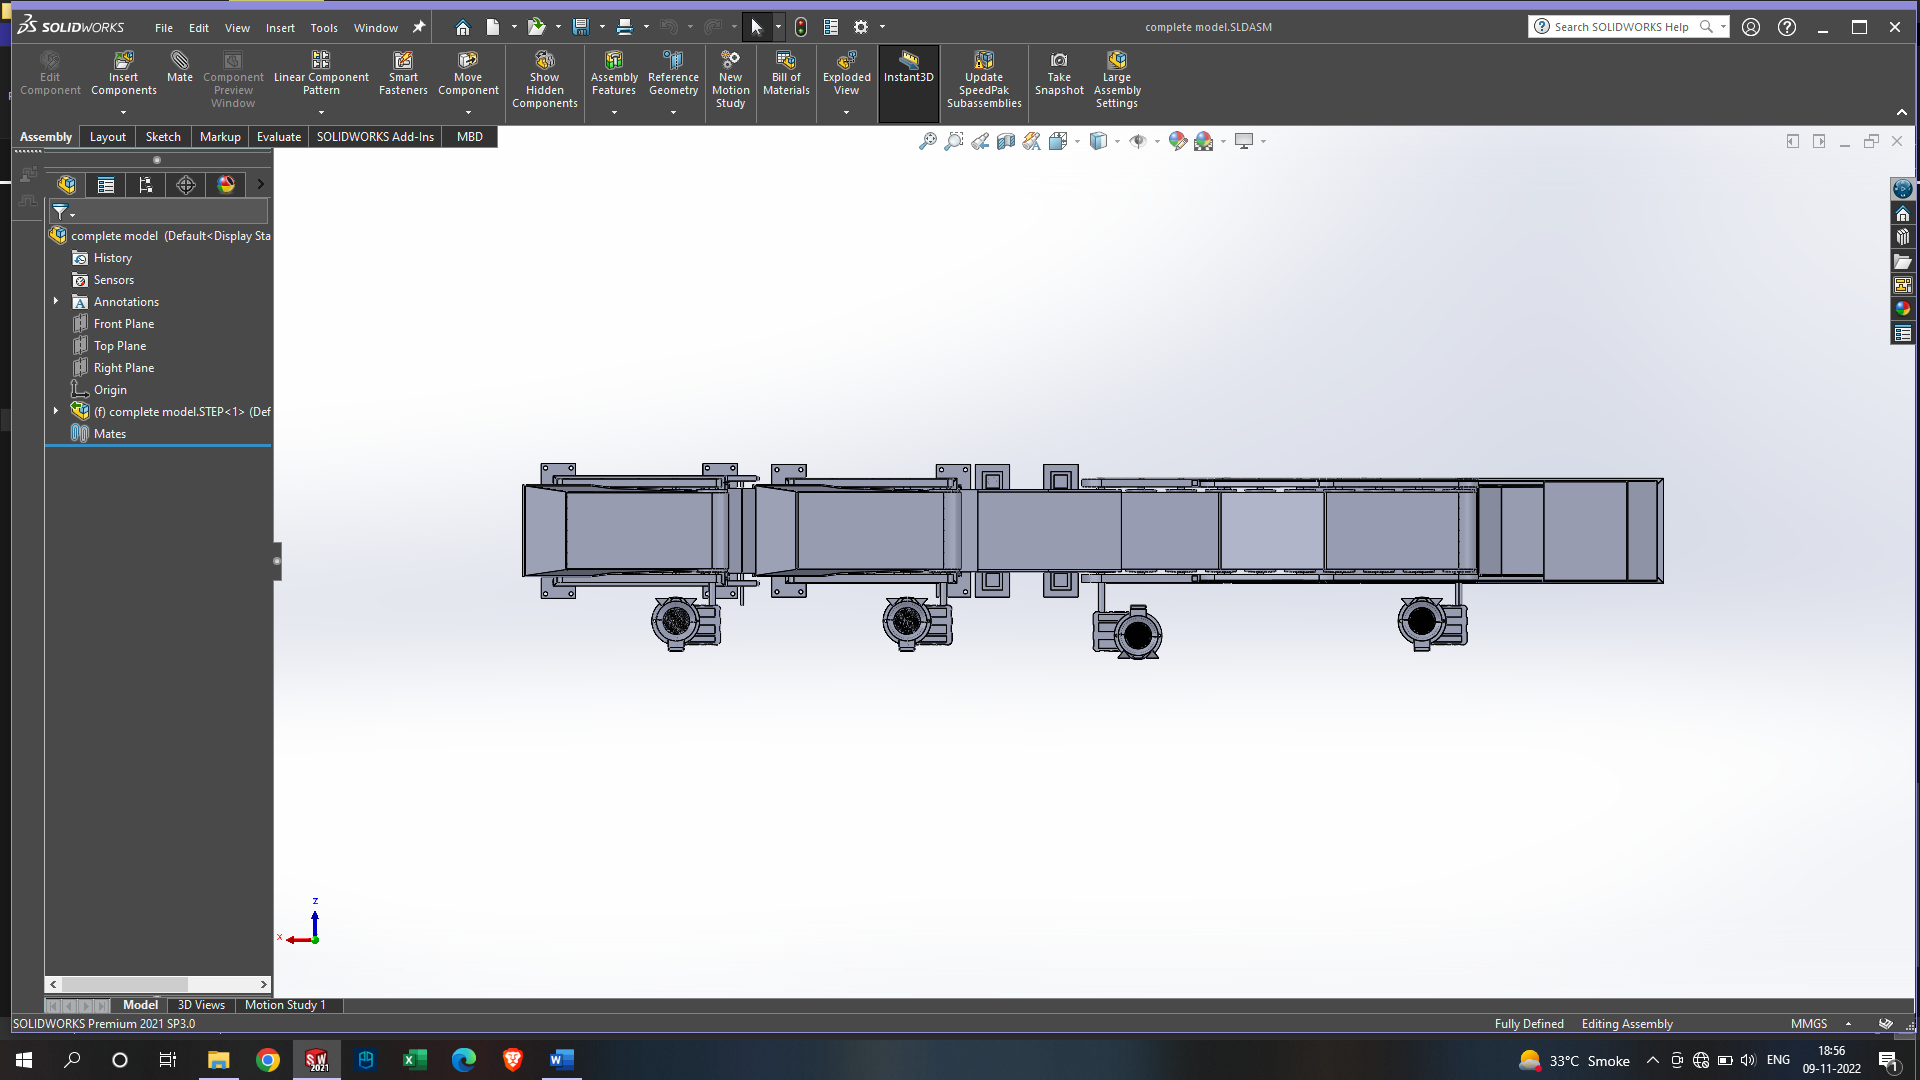 SOLIDWORKS File Edit View Insert Tools Window complete model.SLDASM Search SOLIDWORKS Help
Edit Component
Insert Components
Mate
Component Preview Window
Linear Component Pattern
Smart Fasteners
Move Component
Show Hidden Components
Assembly Features
Reference Geometry
New Motion Study
Bill of Materials
Exploded View
Instant3D
Update SpeedPak Subassemblies
Take Snapshot
Large Assembly Settings
Assembly Layout Sketch Markup Evaluate SOLIDWORKS Add-Ins MBD
complete model (Default<Display Sta
History
Sensors
Annotations
Front Plane
Top Plane
Right Plane
Origin
(f) complete model.STEP<1> (Def
Mates
z
x
Model 3D Views Motion Study 1
SOLIDWORKS Premium 2021 SP3.0 Fully Defined Editing Assembly MMGS
33°C Smoke ENG 18:56
09-11-2022